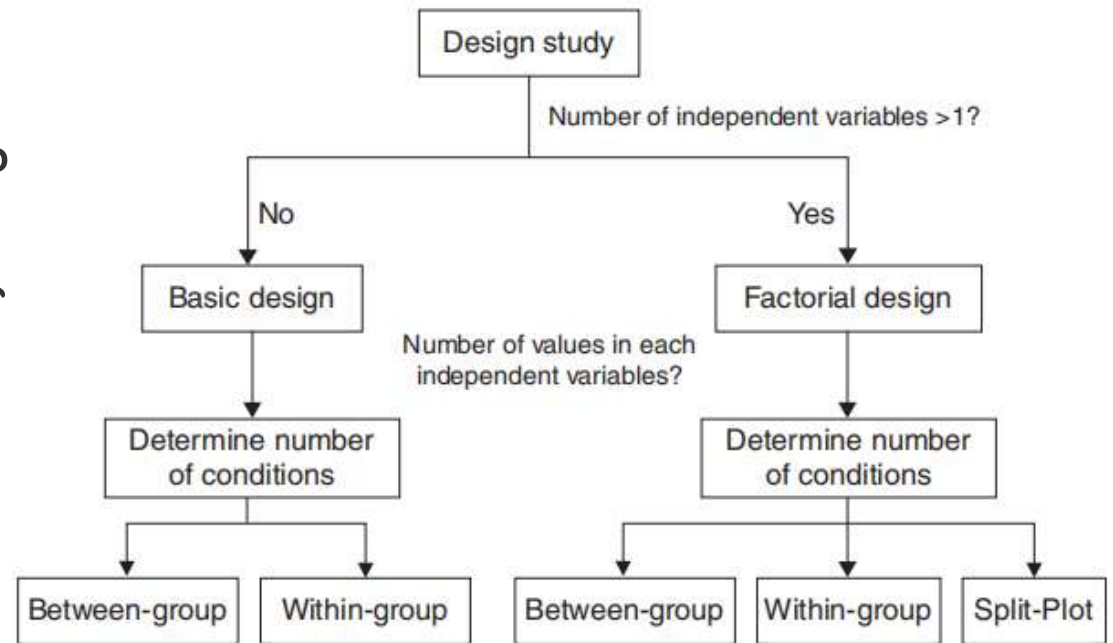 Design study
Number of independent variables >1?
No
Yes
Basic design
Factorial design
Number of values in each
independent variables?
Determine number
of conditions
Determine number
of conditions
Between-group
Within-group
Between-group
Within-group
Split-Plot